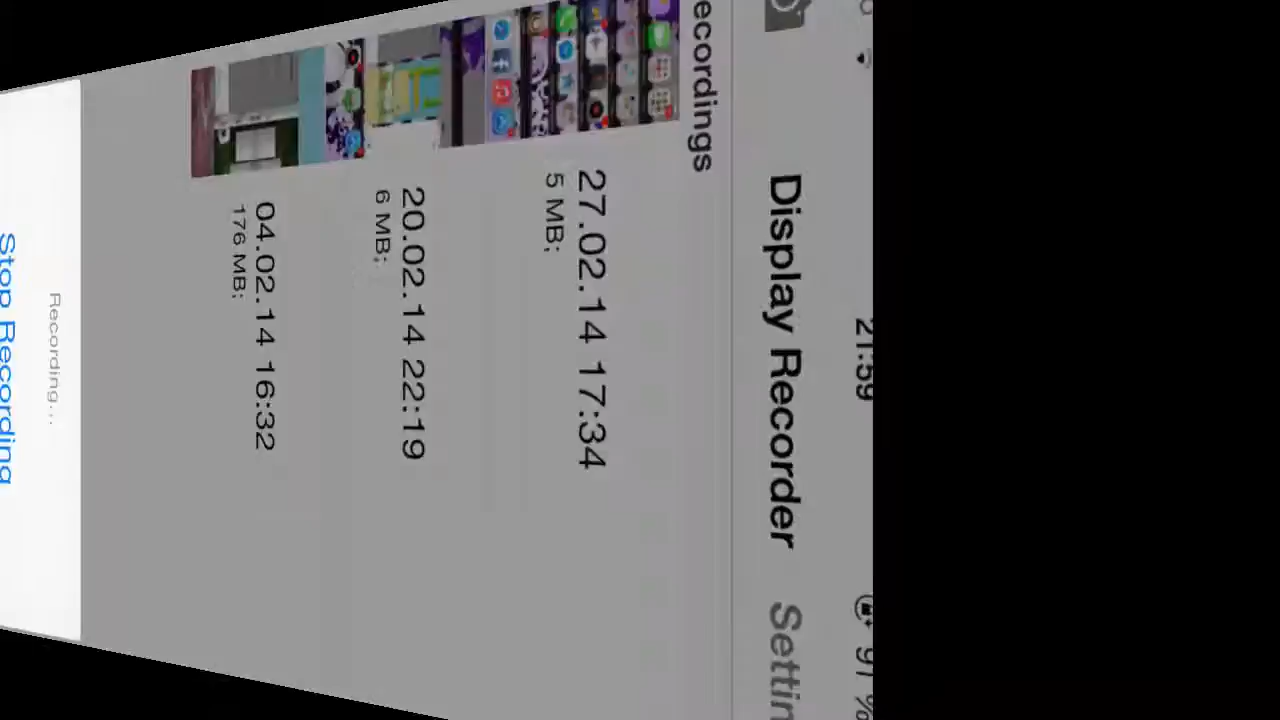 21:59
91 %
Display Recorder
Settin
ecordings
27.02.14 17:34
5 MB;
20.02.14 22:19
6 MB;
04.02.14 16:32
176 MB;
Recording...
Stop Recording